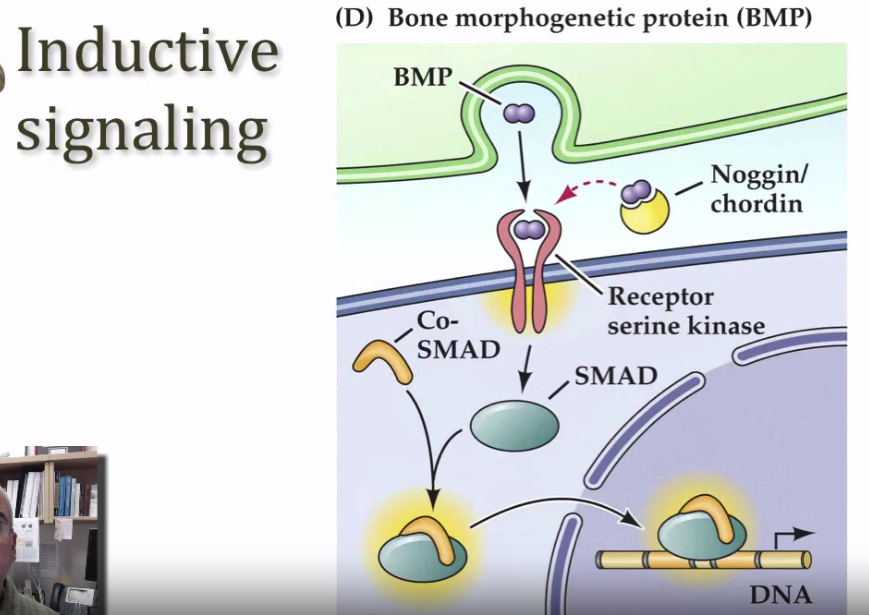 Inductive
signaling
(D) Bone morphogenetic protein (BMP)
BMP
Noggin/
chordin
Receptor
serine kinase
Co-
SMAD
SMAD
DNA